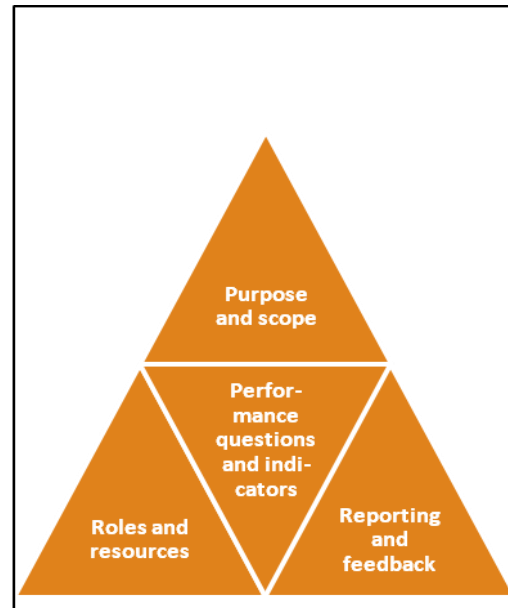 Purpose
and scope
Perfor-
mance
questions
and indi-
cators
Roles and
resources
Reporting
and
feedback